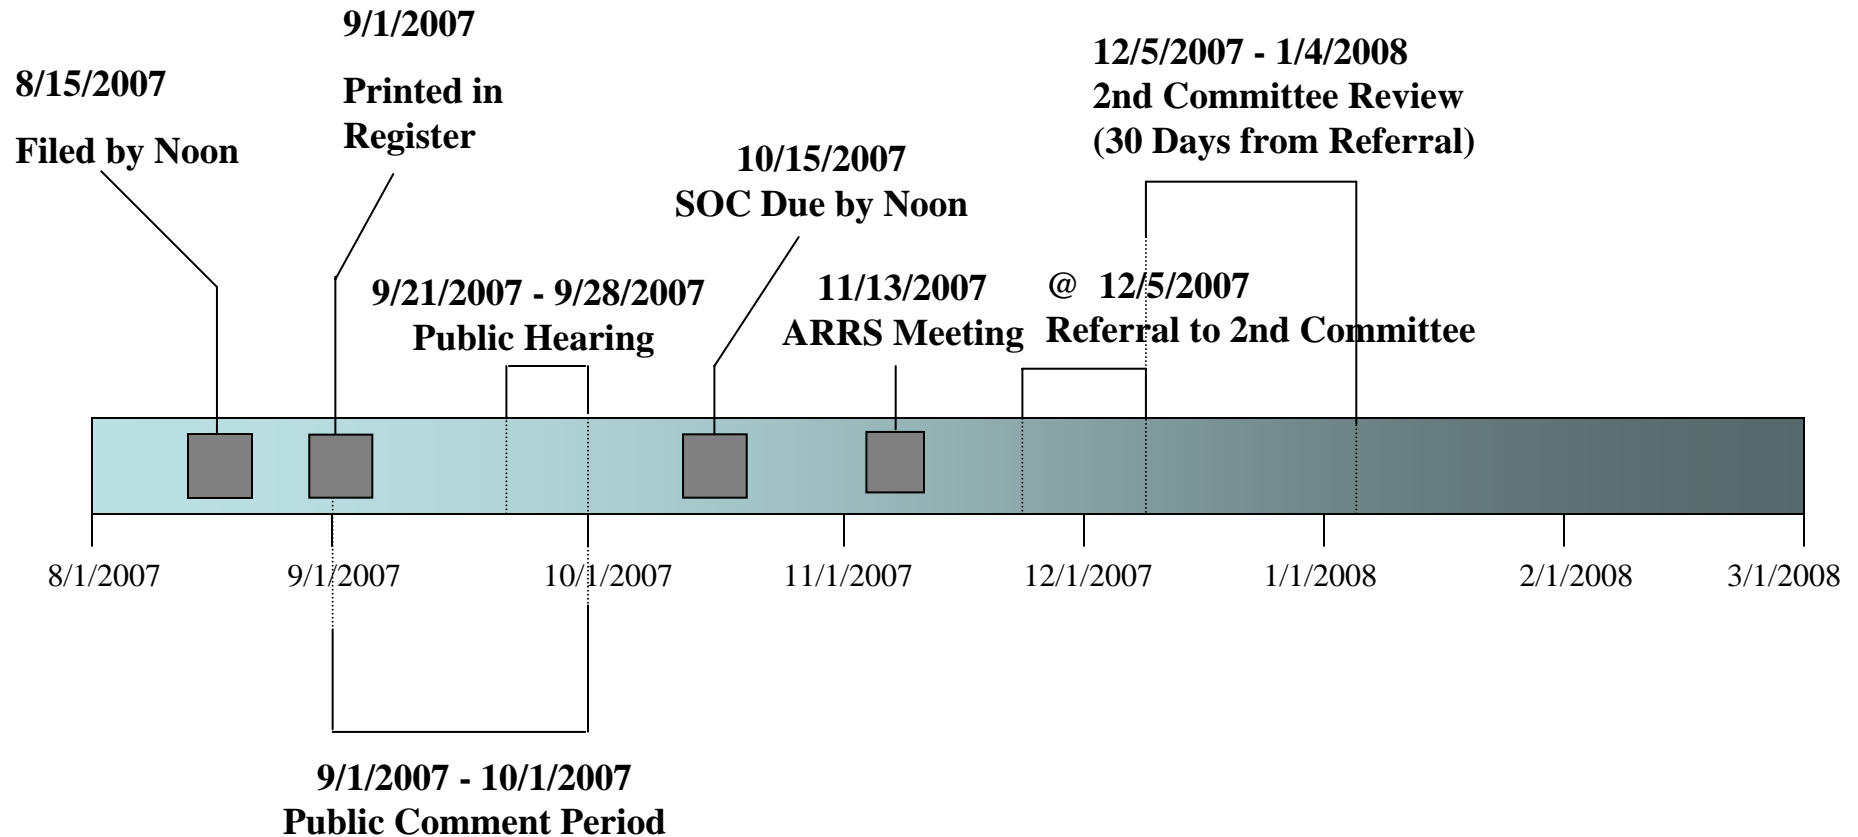 9/1/2007
Printed in
Register
8/15/2007
Filed by Noon
12/5/2007 - 1/4/2008
2nd Committee Review
(30 Days from Referral)
10/15/2007
SOC Due by Noon
9/21/2007 - 9/28/2007
Public Hearing
11/13/2007
ARRS Meeting
@ 12/5/2007
Referral to 2nd Committee
8/1/2007
9/1/2007
10/1/2007
11/1/2007
12/1/2007
1/1/2008
2/1/2008
3/1/2008
9/1/2007 - 10/1/2007
Public Comment Period